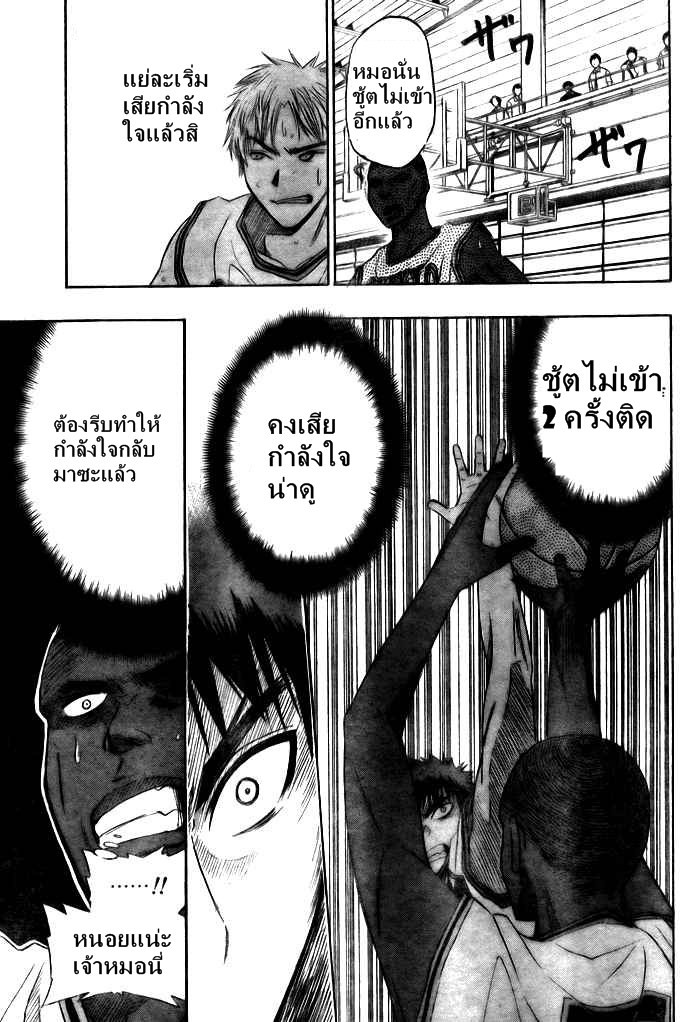 หมอนั่น
ชู้ตไม่เข้า
อีกแล้ว
ザワ
ザワ
แย่ละเริ่ม
เสียกำลัง
ใจแล้วสิ
ชู้ตไม่เข้า
2 ครั้งติด
คงเสีย
กำลังใจ
น่าดู
ต้องรีบทำให้
กำลังใจกลับ
มาซะแล้ว
……!!
หนอยแน่ะ
เจ้าหมอนี่